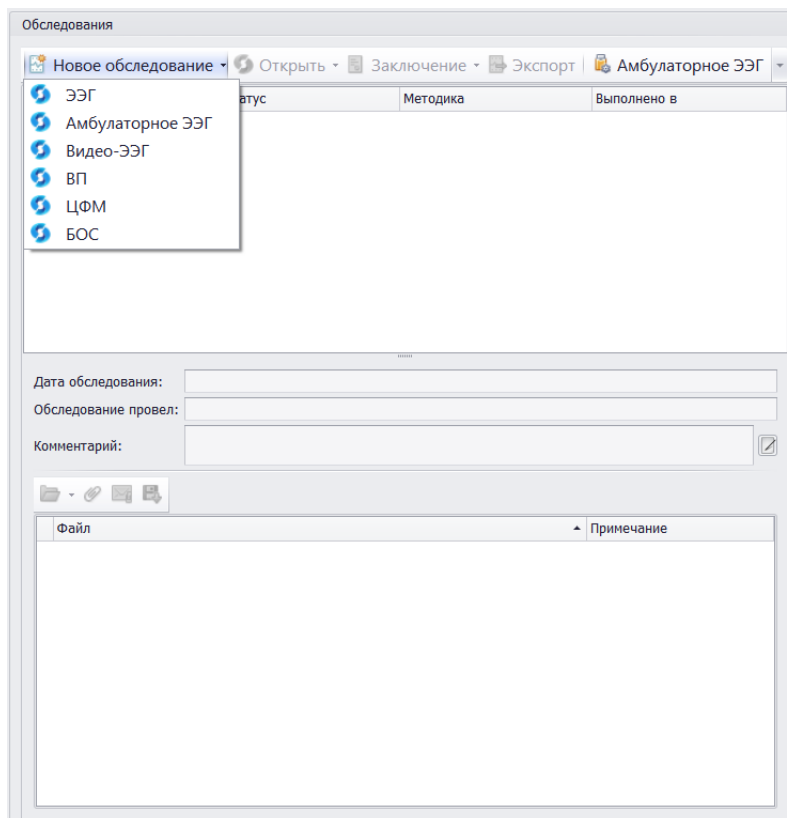 Обследования
Новое обследование Открыть Заключение Экспорт Амбулаторное ЭЭГ
атус Методика Выполнено в
ЭЭГ
Амбулаторное ЭЭГ
Видео-ЭЭГ
ВП
ЦФМ
БОС
Дата обследования:
Обследование провел:
Комментарий:
Файл Примечание